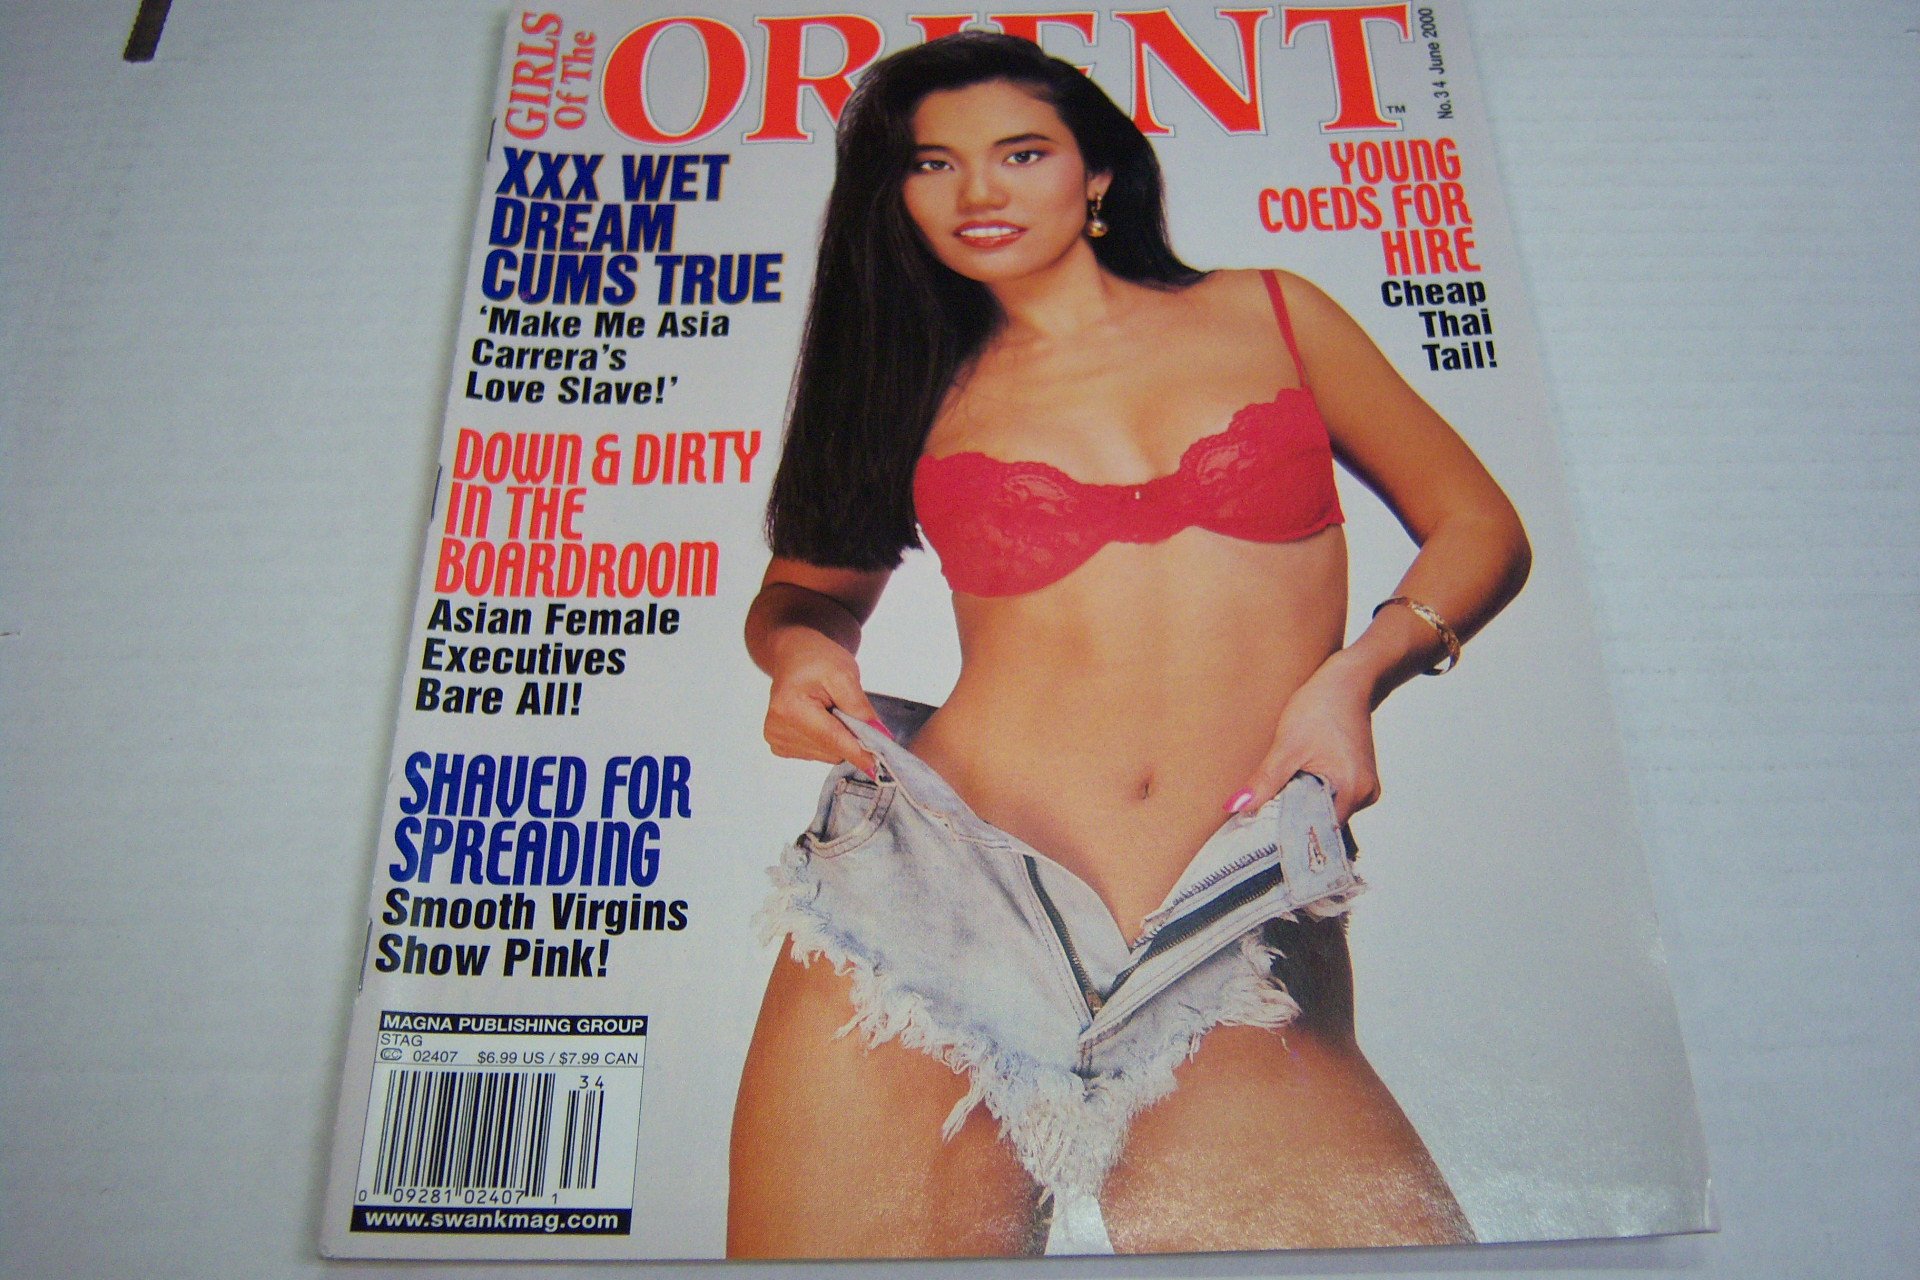 GIRLS
Of The
ORIENT
TM
No.34 June 2000
XXX WET
DREAM
CUMS TRUE
'Make Me Asia
Carrera's
Love Slave!'
DOWN & DIRTY
IN THE
BOARDROOM
Asian Female
Executives
Bare All!
SHAVED FOR
SPREADING
Smooth Virgins
Show Pink!
YOUNG
COEDS FOR
HIRE
Cheap
Thai
Tail!
MAGNA PUBLISHING GROUP
STAG
CC 02407 $6.99 US / $7.99 CAN
34
0 09281 02407 1
www.swankmag.com